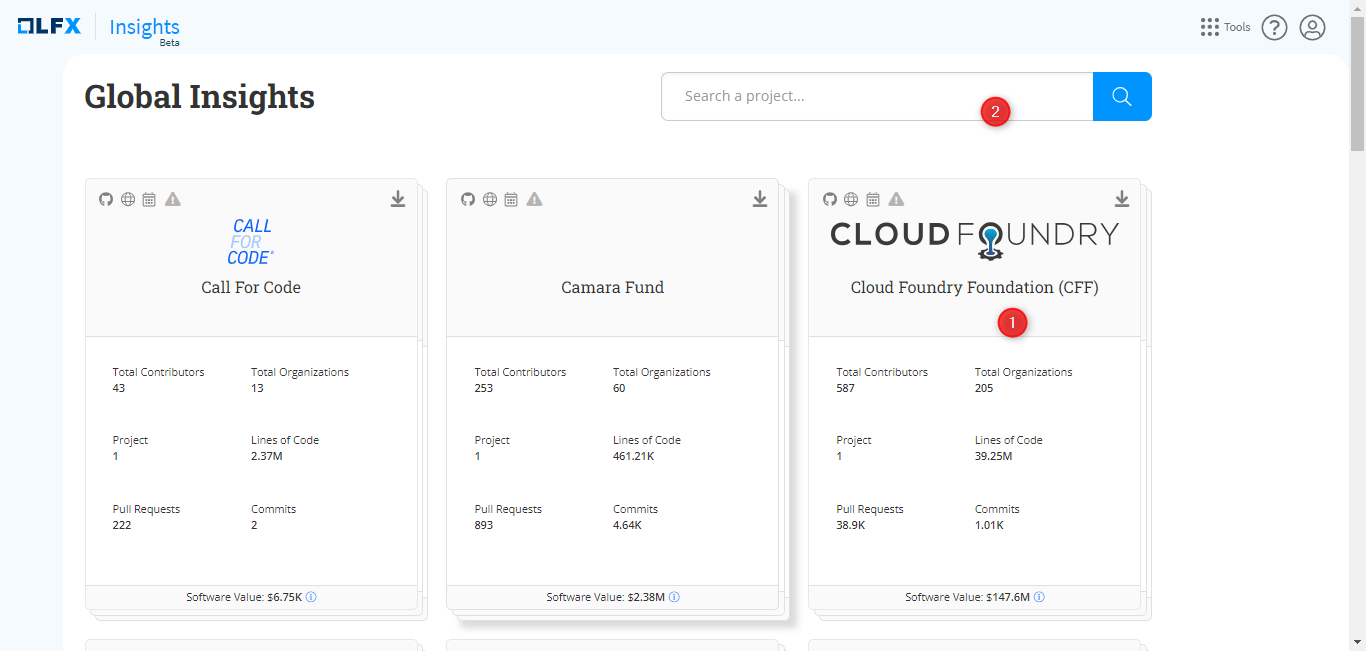 LFX Insights
Beta
Tools
?
Global Insights
Search a project...
2
CALL
FOR
CODE®
Call For Code
Total Contributors Total Organizations
43 13
Project Lines of Code
1 2.37M
Pull Requests Commits
222 2
Software Value: $6.75K
Camara Fund
Total Contributors Total Organizations
253 60
Project Lines of Code
1 461.21K
Pull Requests Commits
893 4.64K
Software Value: $2.38M
CLOUD FOUNDRY
Cloud Foundry Foundation (CFF)
1
Total Contributors Total Organizations
587 205
Project Lines of Code
1 39.25M
Pull Requests Commits
38.9K 1.01K
Software Value: $147.6M